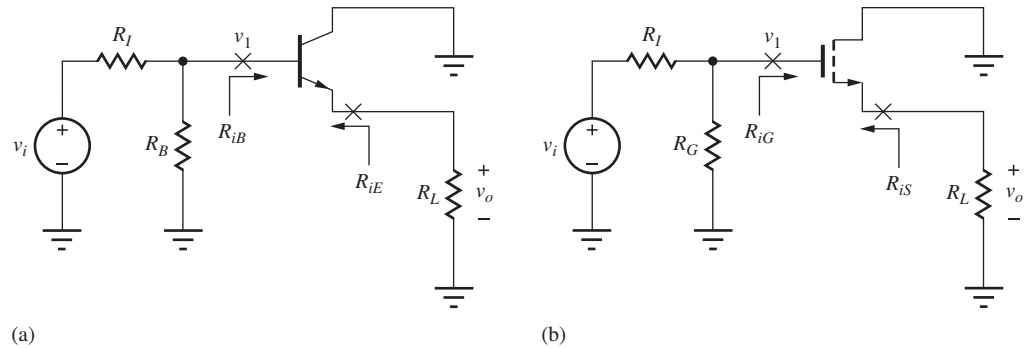 R_I
v_1
R_iB
R_B
v_i
+
−
R_iE
R_L
+
v_o
−
(a)
R_I
v_1
R_iG
R_G
v_i
+
−
R_iS
R_L
+
v_o
−
(b)